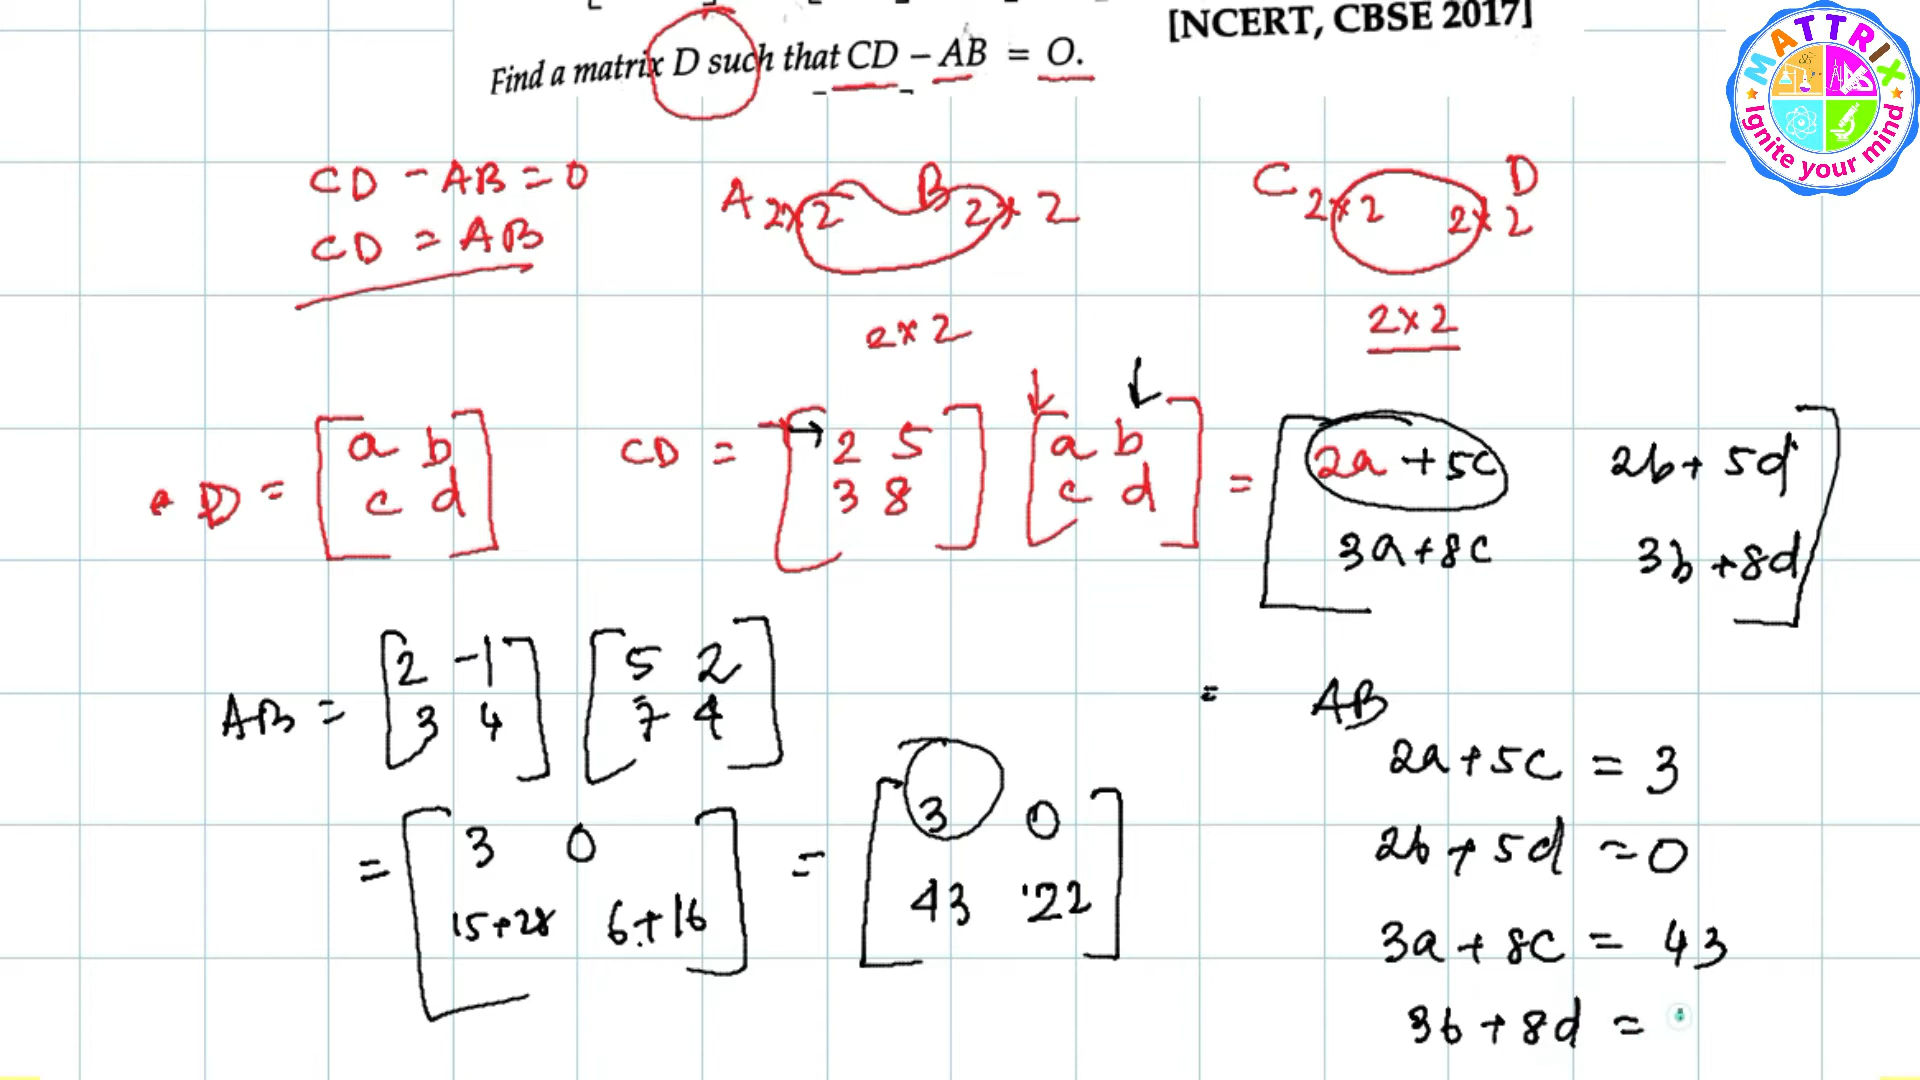 [NCERT, CBSE 2017]
Find a matrix D such that CD – AB = O.
MATTRIX
Ignite your mind
CD - AB = 0
CD = AB
A 2×2 B 2×2
2×2
C 2×2 D 2×2
2×2
D = [a b
c d]
CD = [2 5
3 8] [a b
c d] = [2a + 5c 2b + 5d
3a + 8c 3b + 8d]
AB = [2 -1
3 4] [5 2
7 4]
= AB
= [3 0
15+28 6+16] = [3 0
43 22]
2a + 5c = 3
2b + 5d = 0
3a + 8c = 43
3b + 8d =